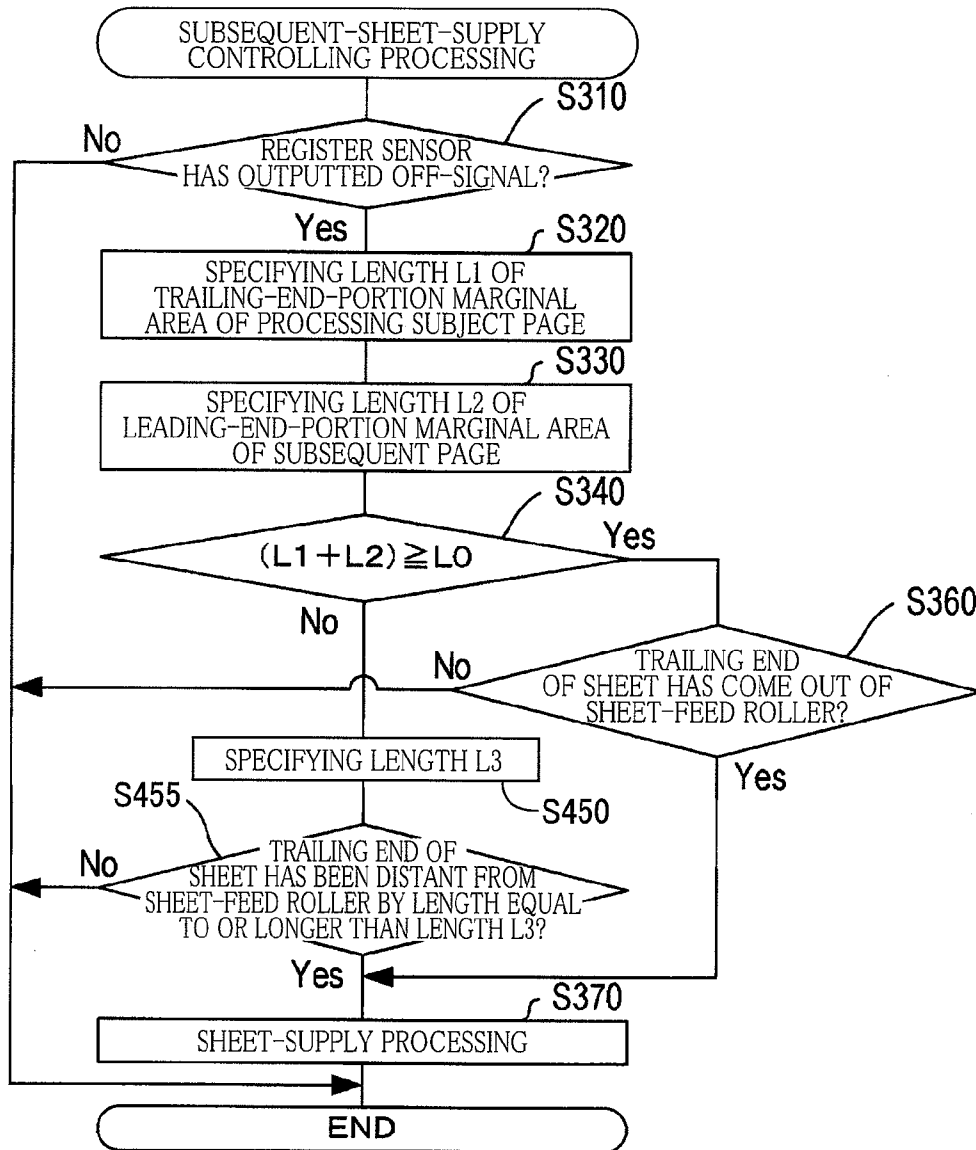 SUBSEQUENT-SHEET-SUPPLY
CONTROLLING PROCESSING
S310
No
REGISTER SENSOR
HAS OUTPUTTED OFF-SIGNAL?
Yes
S320
SPECIFYING LENGTH L1 OF
TRAILING-END-PORTION MARGINAL
AREA OF PROCESSING SUBJECT PAGE
S330
SPECIFYING LENGTH L2 OF
LEADING-END-PORTION MARGINAL AREA
OF SUBSEQUENT PAGE
S340
(L1+L2)≧L0
Yes
No
S360
No
TRAILING END
OF SHEET HAS COME OUT OF
SHEET-FEED ROLLER?
Yes
SPECIFYING LENGTH L3
S450
S455
No
TRAILING END OF
SHEET HAS BEEN DISTANT FROM
SHEET-FEED ROLLER BY LENGTH EQUAL
TO OR LONGER THAN LENGTH L3?
Yes
S370
SHEET-SUPPLY PROCESSING
END